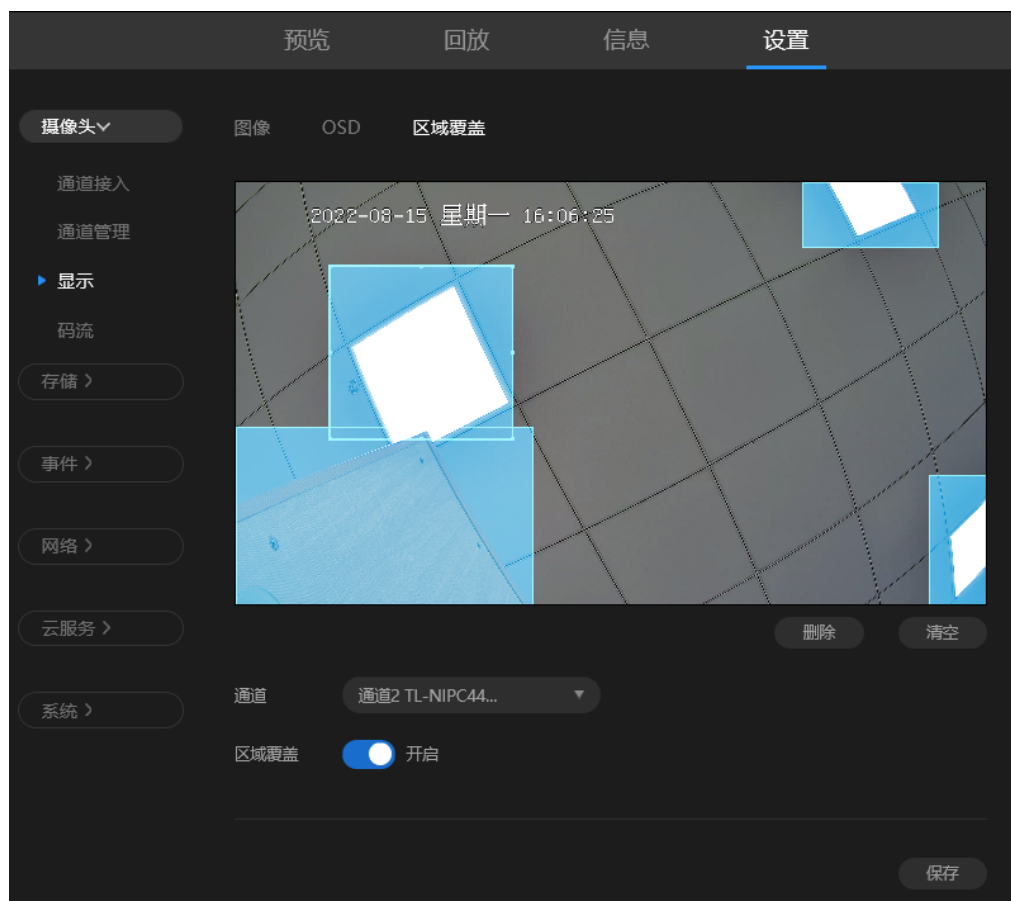 预览 回放 信息 设置
摄像头
图像 OSD 区域覆盖
通道接入
通道管理
显示
码流
存储
事件
网络
云服务
系统
2022-08-15 星期一 16:06:25
删除 清空
通道 通道2 TL-NIPC44...
区域覆盖 开启
保存